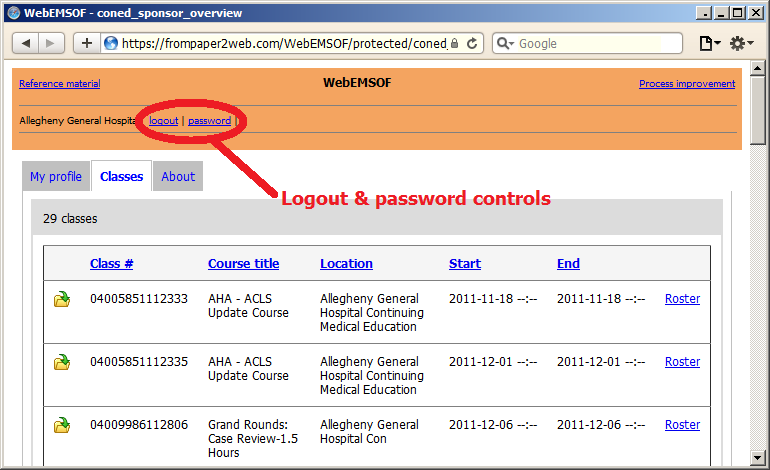 WebEMSOF - coned_sponsor_overview
https://frompaper2web.com/WebEMSOF/protected/coned_
Google
Reference material WebEMSOF Process improvement
Allegheny General Hospital logout | password |
My profile Classes About
Logout & password controls
29 classes
Class # Course title Location Start End
04005851112333 AHA - ACLS Allegheny General 2011-11-18 --:-- 2011-11-18 --:-- Roster
Update Course Hospital Continuing
Medical Education
04005851112335 AHA - ACLS Allegheny General 2011-12-01 --:-- 2011-12-01 --:-- Roster
Update Course Hospital Continuing
Medical Education
04009986112806 Grand Rounds: Allegheny General 2011-12-06 --:-- 2011-12-06 --:-- Roster
Case Review-1.5 Hospital Con
Hours